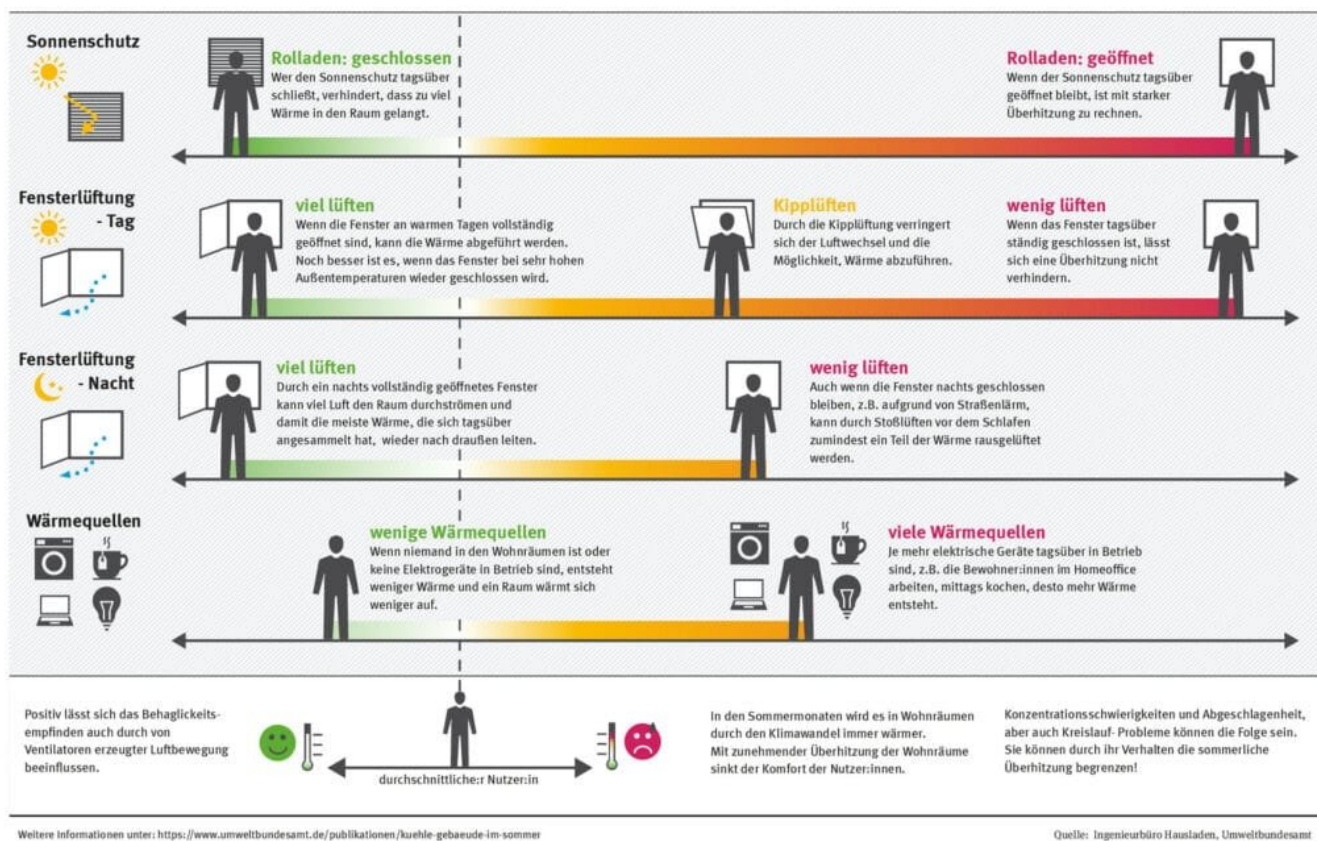 Sonnenschutz
Rolladen: geschlossen
Wer den Sonnenschutz tagsüber
schließt, verhindert, dass zu viel
Wärme in den Raum gelangt.
Rolladen: geöffnet
Wenn der Sonnenschutz tagsüber
geöffnet bleibt, ist mit starker
Überhitzung zu rechnen.
Fensterlüftung
- Tag
viel lüften
Wenn die Fenster an warmen Tagen vollständig
geöffnet sind, kann die Wärme abgeführt werden.
Noch besser ist es, wenn das Fenster bei sehr hohen
Außentemperaturen wieder geschlossen wird.
Kipplüften
Durch die Kipplüftung verringert
sich der Luftwechsel und die
Möglichkeit, Wärme abzuführen.
wenig lüften
Wenn das Fenster tagsüber
ständig geschlossen ist, lässt
sich eine Überhitzung nicht
verhindern.
Fensterlüftung
- Nacht
viel lüften
Durch ein nachts vollständig geöffnetes Fenster
kann viel Luft den Raum durchströmen und
damit die meiste Wärme, die sich tagsüber
angesammelt hat, wieder nach draußen leiten.
wenig lüften
Auch wenn die Fenster nachts geschlossen
bleiben, z.B. aufgrund von Straßenlärm,
kann durch Stoßlüften vor dem Schlafen
zumindest ein Teil der Wärme rausgelüftet
werden.
Wärmequellen
wenige Wärmequellen
Wenn niemand in den Wohnräumen ist oder
keine Elektrogeräte in Betrieb sind, entsteht
weniger Wärme und ein Raum wärmt sich
weniger auf.
viele Wärmequellen
Je mehr elektrische Geräte tagsüber in Betrieb
sind, z.B. die Bewohner:innen im Homeoffice
arbeiten, mittags kochen, desto mehr Wärme
entsteht.
Positiv lässt sich das Behaglickeits-
empfinden auch durch von
Ventilatoren erzeugter Luftbewegung
beeinflussen.
durchschnittliche:r Nutzer:in
In den Sommermonaten wird es in Wohnräumen
durch den Klimawandel immer wärmer.
Mit zunehmender Überhitzung der Wohnräume
sinkt der Komfort der Nutzer:innen.
Konzentrationsschwierigkeiten und Abgeschlagenheit,
aber auch Kreislauf- Probleme können die Folge sein.
Sie können durch ihr Verhalten die sommerliche
Überhitzung begrenzen!
Weitere Informationen unter: https://www.umweltbundesamt.de/publikationen/kuehle-gebaeude-im-sommer
Quelle: Ingenieurbüro Hausladen, Umweltbundesamt